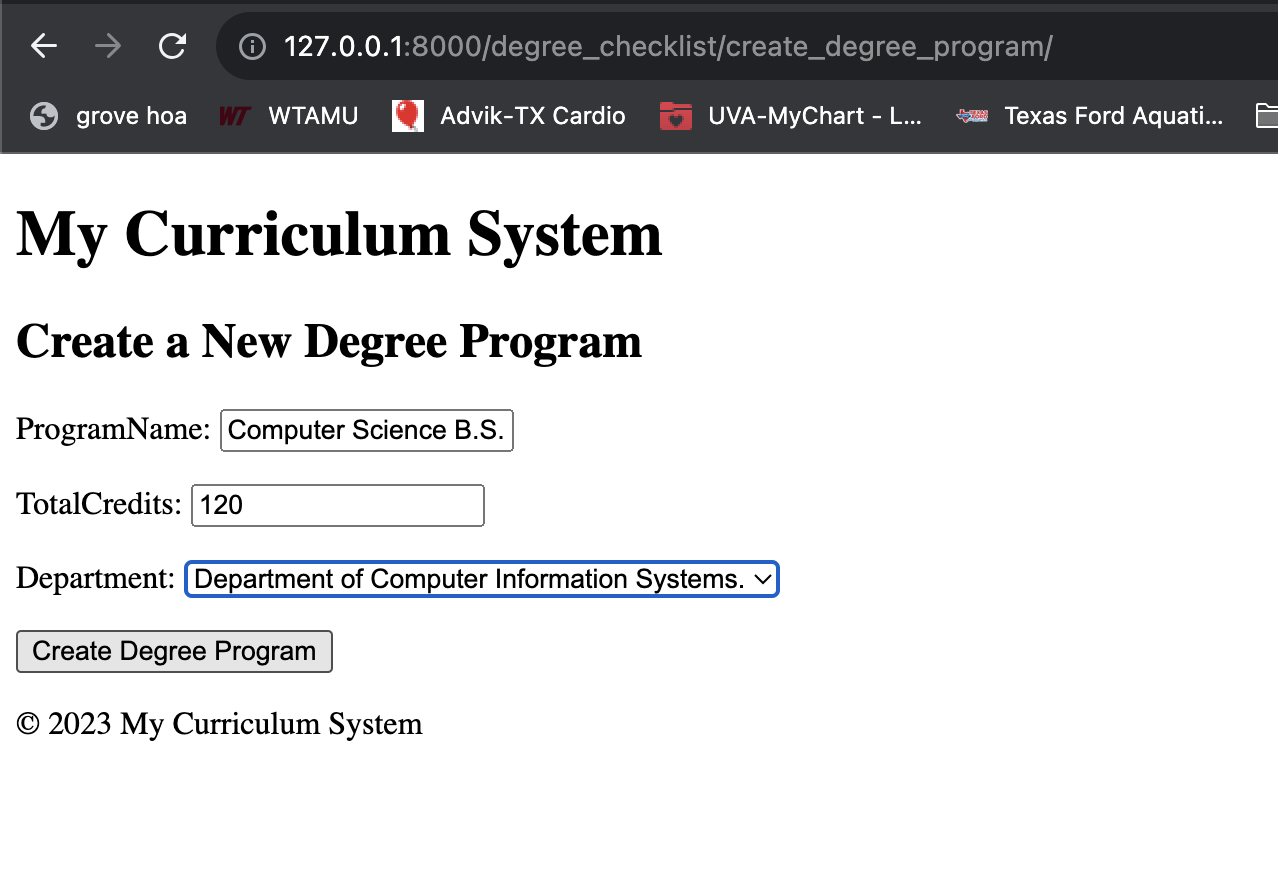 127.0.0.1:8000/degree_checklist/create_degree_program/
grove hoa WT WTAMU Advik-TX Cardio UVA-MyChart - L... Texas Ford Aquati...
My Curriculum System
Create a New Degree Program
ProgramName: Computer Science B.S.
TotalCredits: 120
Department: Department of Computer Information Systems.
Create Degree Program
© 2023 My Curriculum System